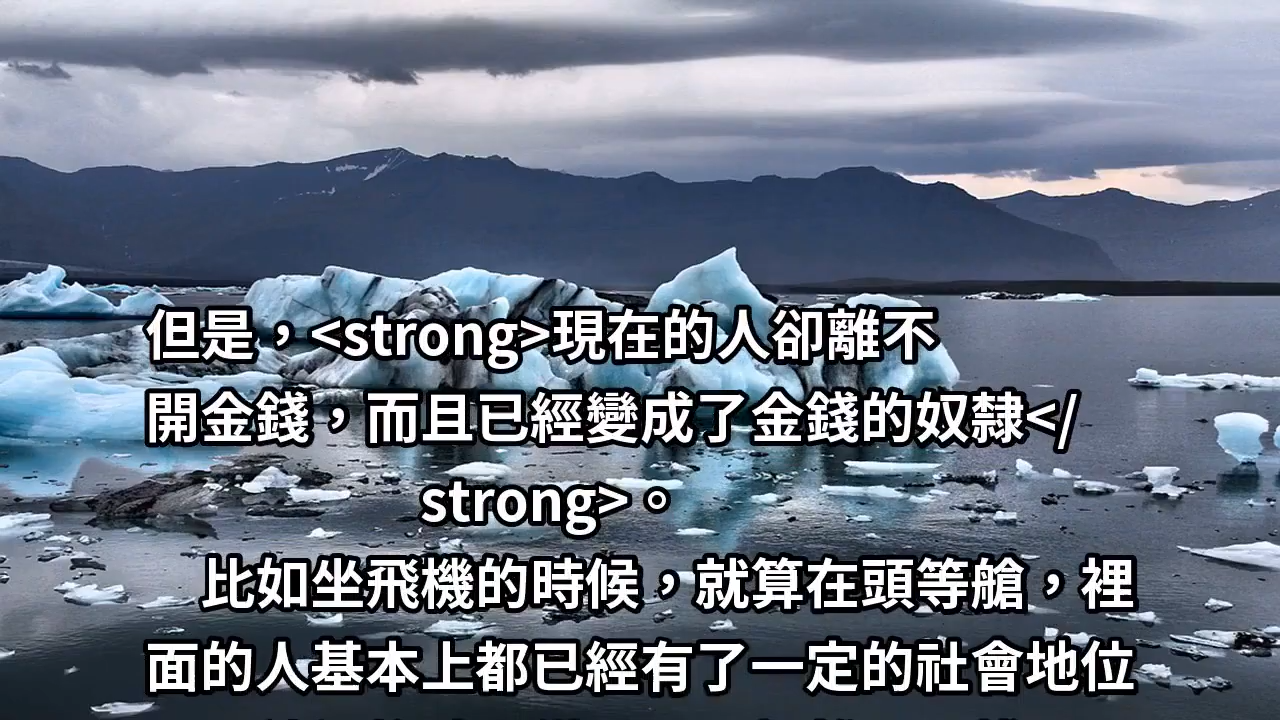 但是，<strong>現在的人卻離不
開金錢，而且已經變成了金錢的奴隸</
strong>。
比如坐飛機的時候，就算在頭等艙，裡
面的人基本上都已經有了一定的社會地位